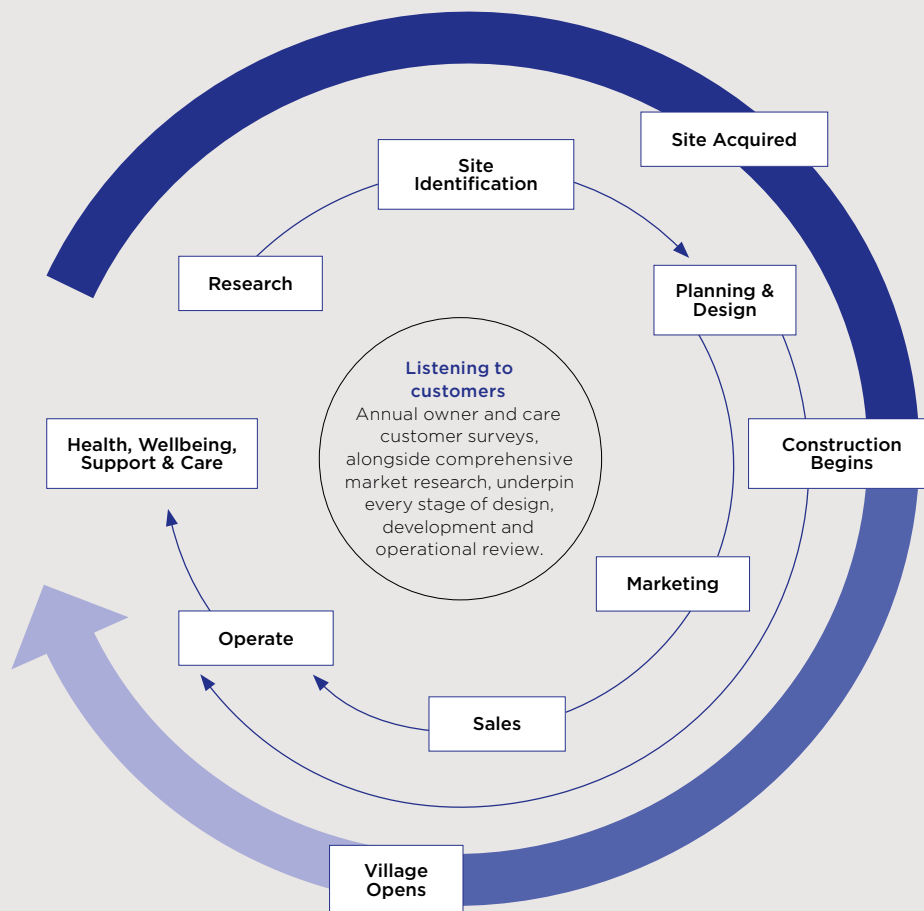 Site Acquired
Site
Identification
Research
Planning &
Design
Listening to
customers
Annual owner and care
customer surveys,
alongside comprehensive
market research, underpin
every stage of design,
development and
operational review.
Health, Wellbeing,
Support & Care
Construction
Begins
Marketing
Operate
Sales
Village
Opens